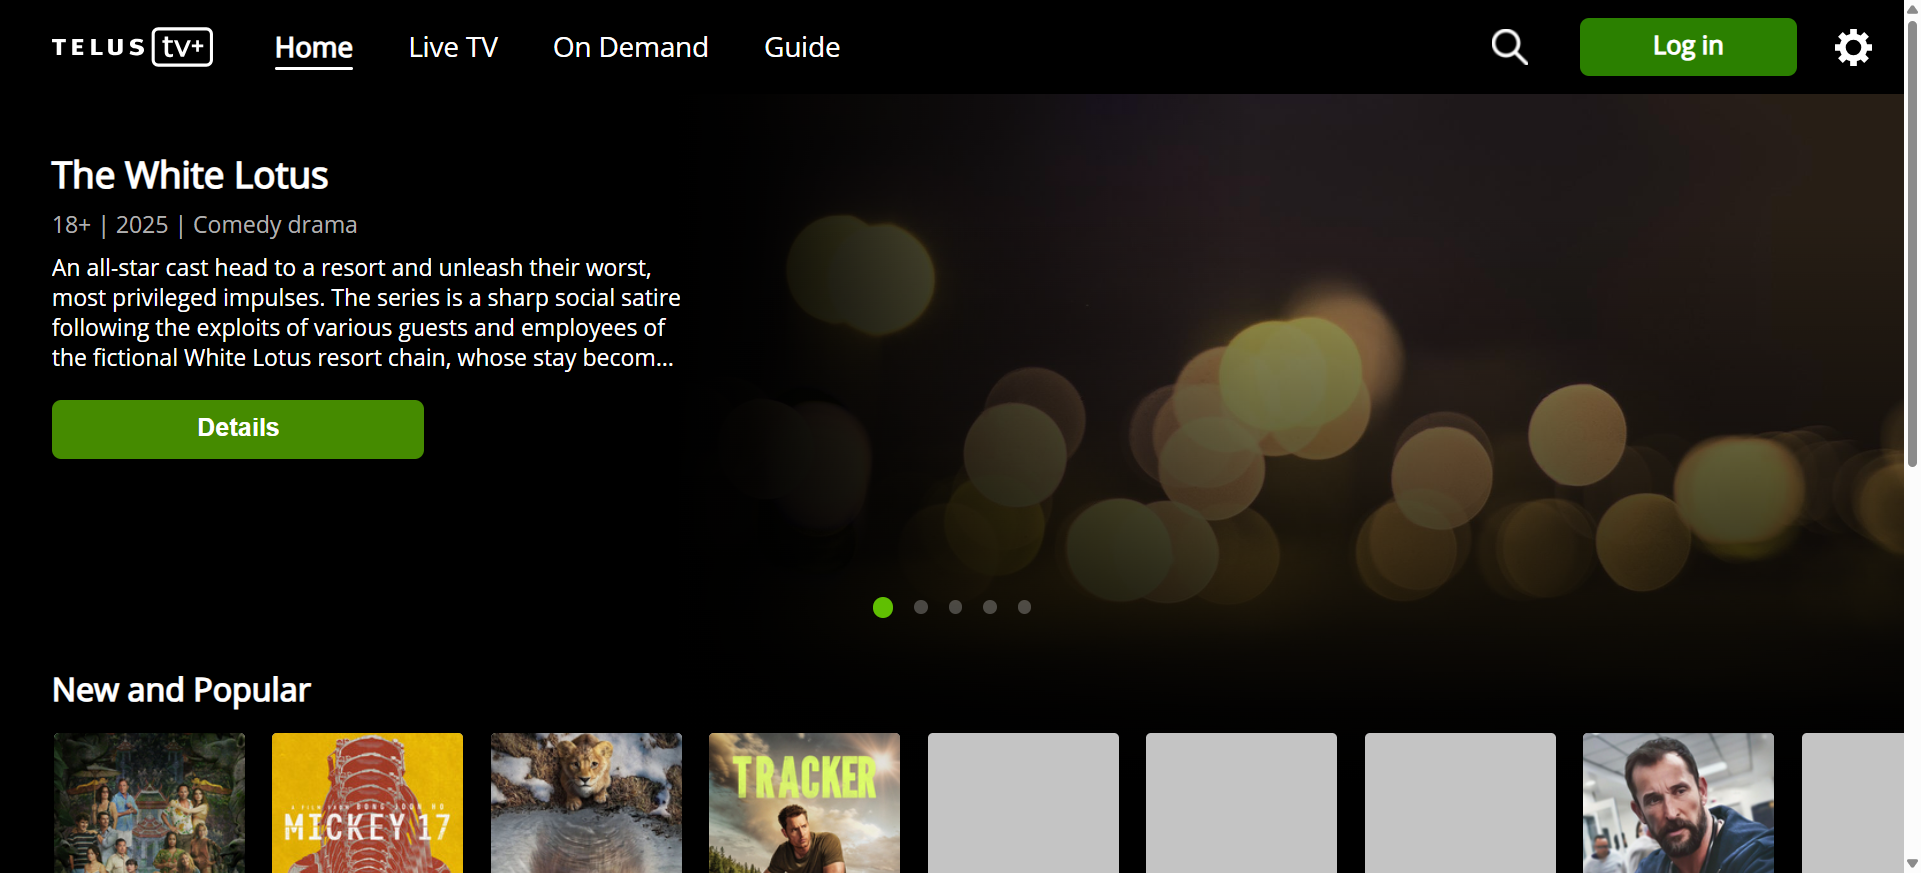 TELUS tv+
Home
Live TV
On Demand
Guide
Log in
The White Lotus
18+ | 2025 | Comedy drama
An all-star cast head to a resort and unleash their worst,
most privileged impulses. The series is a sharp social satire
following the exploits of various guests and employees of
the fictional White Lotus resort chain, whose stay becom...
Details
New and Popular
A FILM FROM BONG JOON HO
MICKEY 17
TRACKER